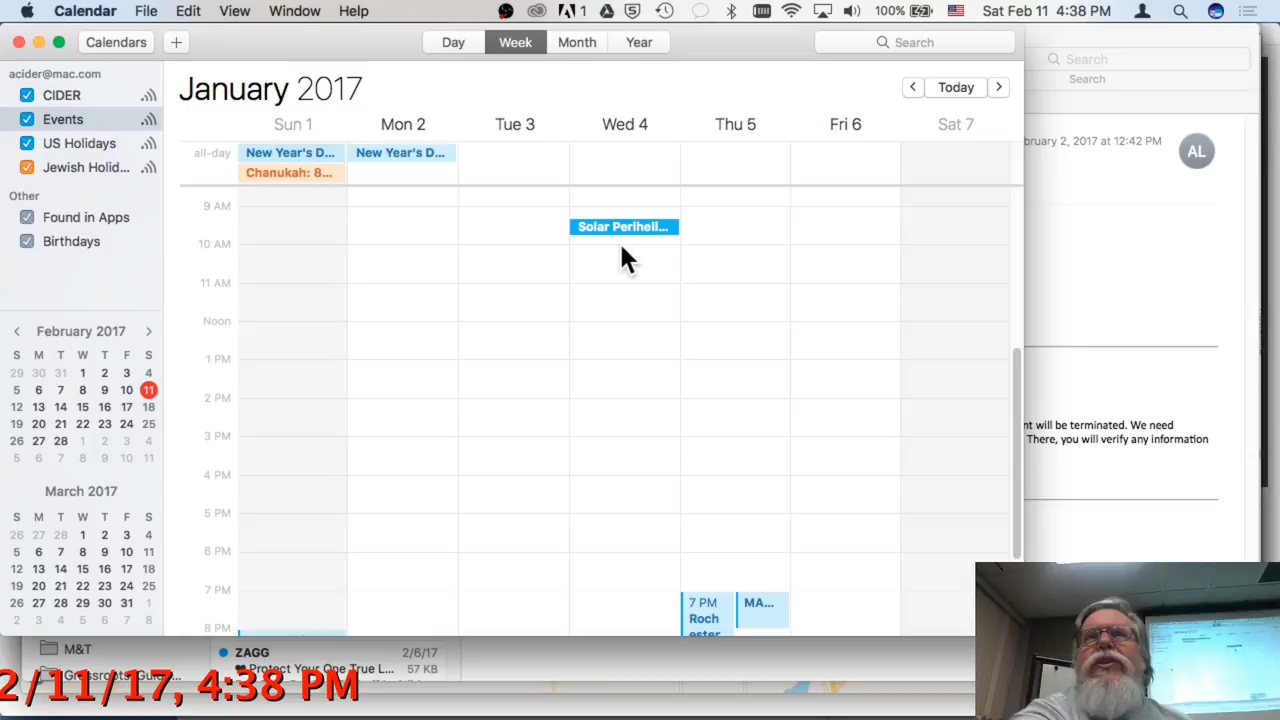 Calendar File Edit View Window Help 1 5 100% Sat Feb 11 4:38 PM
Calendars + Day Week Month Year Search
Search
Search
acider@mac.com
CIDER
Events
US Holidays
Jewish Holid...
Other
Found in Apps
Birthdays
January 2017
< Today >
Sun 1 Mon 2 Tue 3 Wed 4 Thu 5 Fri 6 Sat 7
all-day New Year's D... New Year's D...
Chanukah: 8...
9 AM
Solar Perihell...
10 AM
11 AM
Noon
1 PM
2 PM
3 PM
4 PM
5 PM
6 PM
7 PM
8 PM
7 PM
Roch
ester
MA...
February 2017
S M T W T F S
29 30 31 1 2 3 4
5 6 7 8 9 10 11
12 13 14 15 16 17 18
19 20 21 22 23 24 25
26 27 28 1 2 3 4
5 6 7 8 9 10 11
March 2017
S M T W T F S
26 27 28 1 2 3 4
5 6 7 8 9 10 11
12 13 14 15 16 17 18
19 20 21 22 23 24 25
26 27 28 29 30 31 1
2 3 4 5 6 7 8
bruary 2, 2017 at 12:42 PM
AL
nt will be terminated. We need
There, you will verify any information
M&T
Grassroots Guid...
ZAGG 2/6/17
Protect Your One True L... 57 KB
2/11/17, 4:38 PM